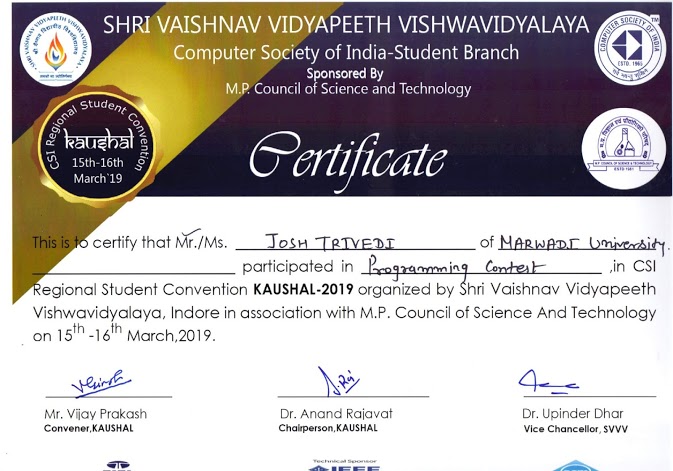 SHRI VAISHNAV VIDYAPEETH VISHWAVIDYALAYA
Computer Society of India-Student Branch
Sponsored By
M.P. Council of Science and Technology
CSI Regional Student Convention
Kaushal
15th-16th
March'19
COMPUTER SOCIETY OF INDIA
ESTD. 1965
M.P. COUNCIL OF SCIENCE & TECHNOLOGY
ESTD-1981
Certificate
This is to certify that Mr./Ms. JOSH TRIVEDI of MARWADI University.
participated in Programming Contest ,in CSI
Regional Student Convention KAUSHAL-2019 organized by Shri Vaishnav Vidyapeeth
Vishwavidyalaya, Indore in association with M.P. Council of Science And Technology
on 15th -16th March,2019.
Mr. Vijay Prakash
Convener,KAUSHAL
Dr. Anand Rajavat
Chairperson,KAUSHAL
Dr. Upinder Dhar
Vice Chancellor, SVVV
Technical Sponsor
IEEE